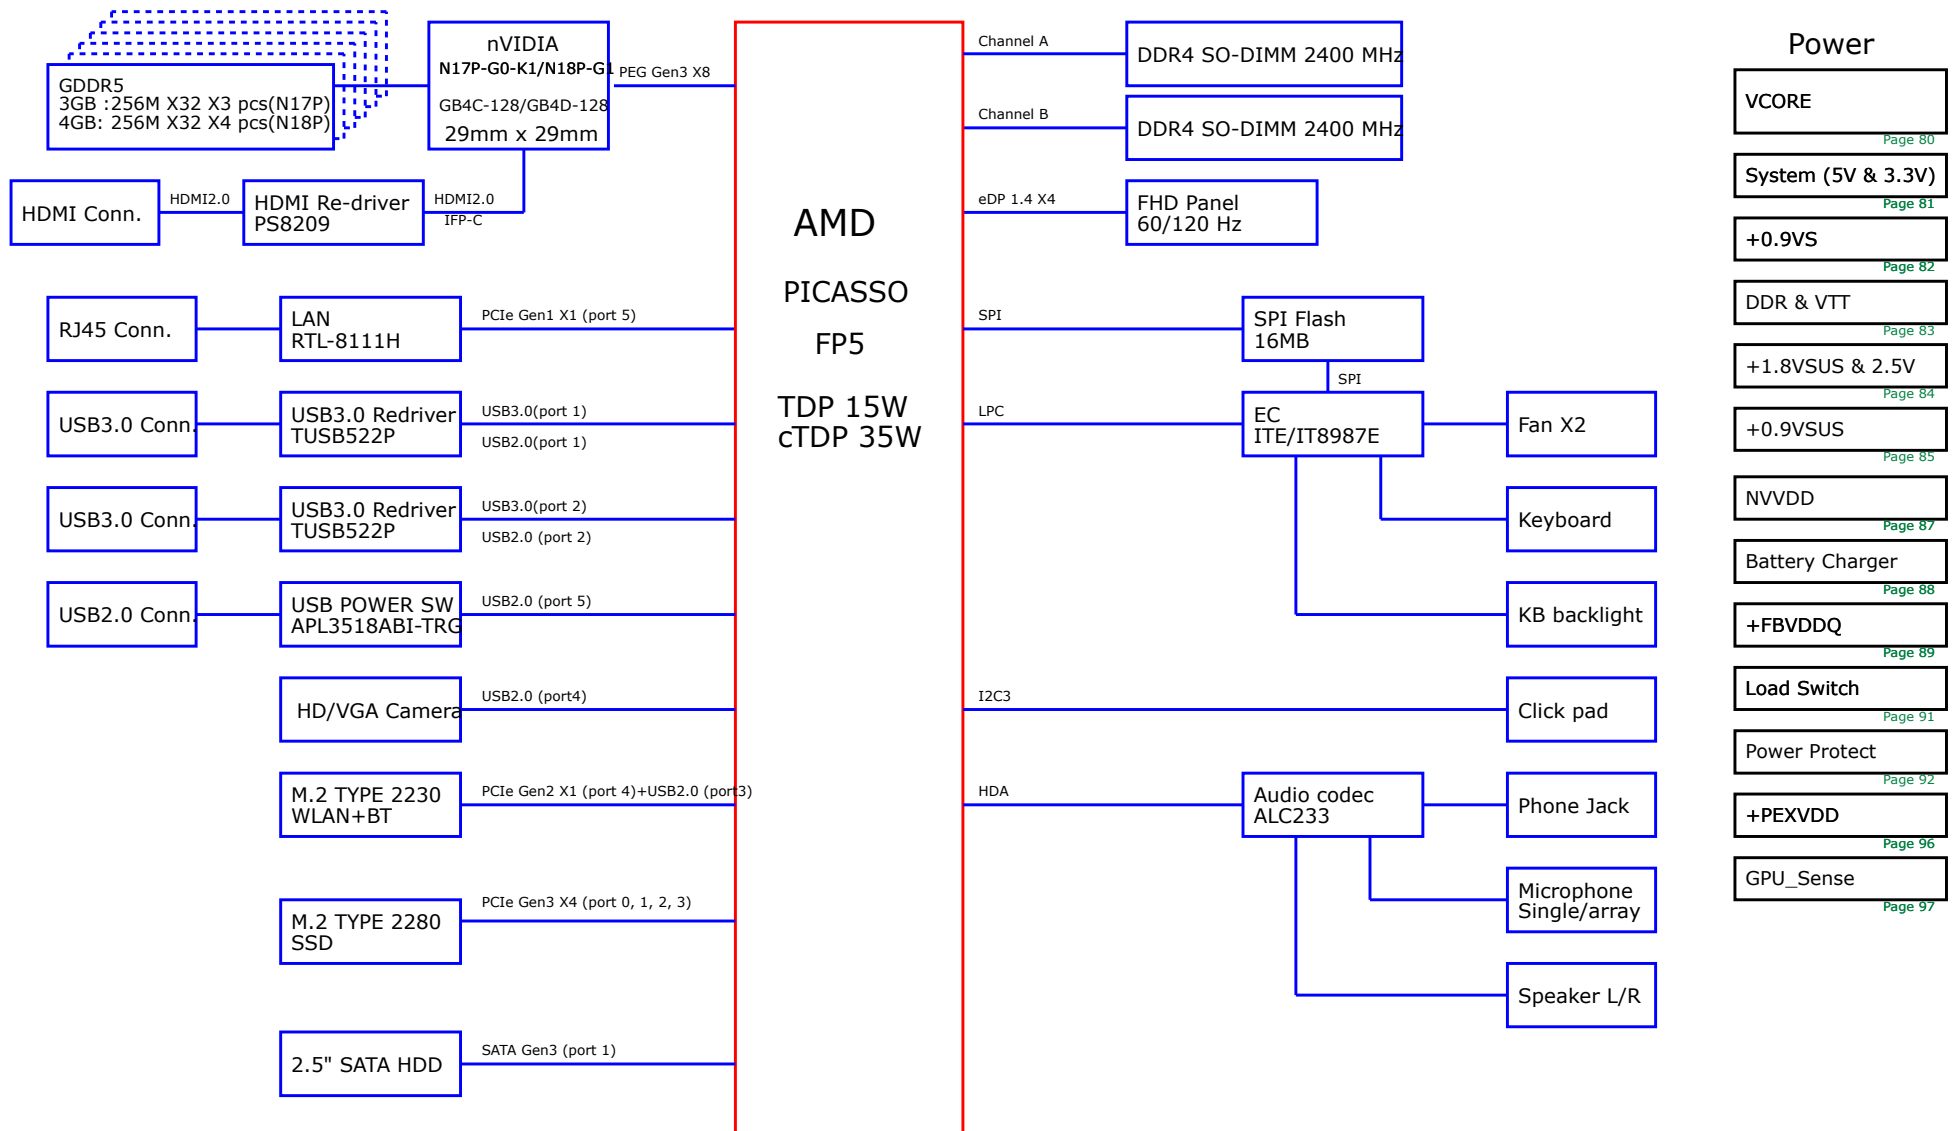 GDDR5
3GB :256M X32 X3 pcs(N17P)
4GB: 256M X32 X4 pcs(N18P)
nVIDIA
N17P-G0-K1/N18P-G1
GB4C-128/GB4D-128
29mm x 29mm
PEG Gen3 X8
HDMI Conn.
HDMI2.0
HDMI Re-driver
PS8209
HDMI2.0
IFP-C
RJ45 Conn.
LAN
RTL-8111H
PCIe Gen1 X1 (port 5)
USB3.0 Conn.
USB3.0 Redriver
TUSB522P
USB3.0(port 1)
USB2.0(port 1)
USB3.0 Conn.
USB3.0 Redriver
TUSB522P
USB3.0(port 2)
USB2.0 (port 2)
USB2.0 Conn.
USB POWER SW
APL3518ABI-TRG
USB2.0 (port 5)
HD/VGA Camera
USB2.0 (port4)
M.2 TYPE 2230
WLAN+BT
PCIe Gen2 X1 (port 4)+USB2.0 (port3)
M.2 TYPE 2280
SSD
PCIe Gen3 X4 (port 0, 1, 2, 3)
2.5" SATA HDD
SATA Gen3 (port 1)
AMD
PICASSO
FP5
TDP 15W
cTDP 35W
Channel A
DDR4 SO-DIMM 2400 MHz
Channel B
DDR4 SO-DIMM 2400 MHz
eDP 1.4 X4
FHD Panel
60/120 Hz
SPI
SPI Flash
16MB
SPI
LPC
EC
ITE/IT8987E
Fan X2
Keyboard
KB backlight
I2C3
Click pad
HDA
Audio codec
ALC233
Phone Jack
Microphone
Single/array
Speaker L/R
Power
VCORE
Page 80
System (5V & 3.3V)
Page 81
+0.9VS
Page 82
DDR & VTT
Page 83
+1.8VSUS & 2.5V
Page 84
+0.9VSUS
Page 85
NVVDD
Page 87
Battery Charger
Page 88
+FBVDDQ
Page 89
Load Switch
Page 91
Power Protect
Page 92
+PEXVDD
Page 96
GPU_Sense
Page 97